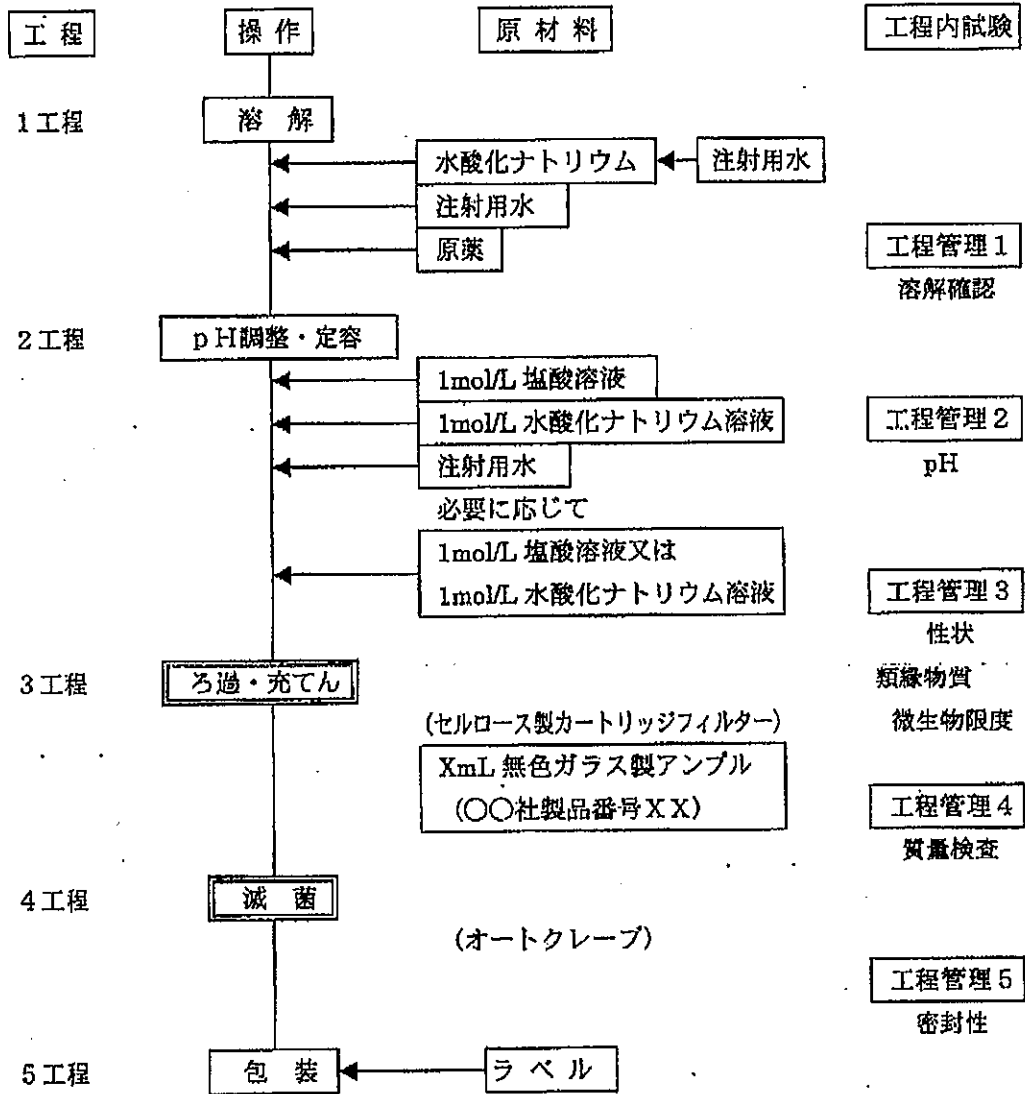 工程 操作 原材料 工程内試験
1工程 溶解
水酸化ナトリウム 注射用水
注射用水
原薬 工程管理1
溶解確認
2工程 pH調整・定容
1mol/L 塩酸溶液
1mol/L 水酸化ナトリウム溶液 工程管理2
注射用水 pH
必要に応じて
1mol/L 塩酸溶液又は
1mol/L 水酸化ナトリウム溶液 工程管理3
性状
3工程 ろ過・充てん 類縁物質
(セルロース製カートリッジフィルター) 微生物限度
XmL 無色ガラス製アンプル
(〇〇社製品番号XX) 工程管理4
質量検査
4工程 滅菌
(オートクレーブ)
工程管理5
密封性
5工程 包装 ラベル